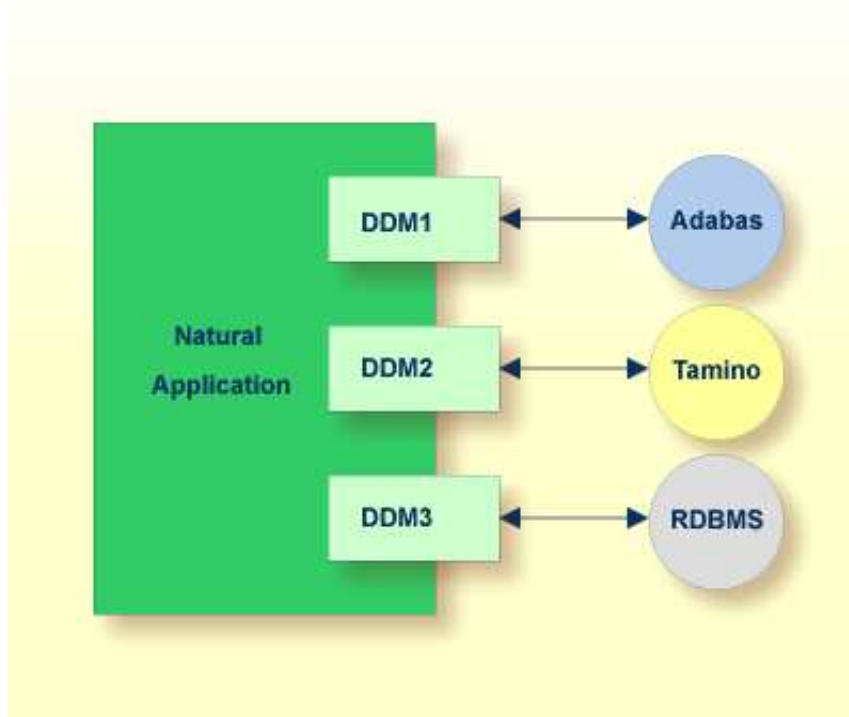 DDM1
Adabas
Natural
Application
DDM2
Tamino
DDM3
RDBMS